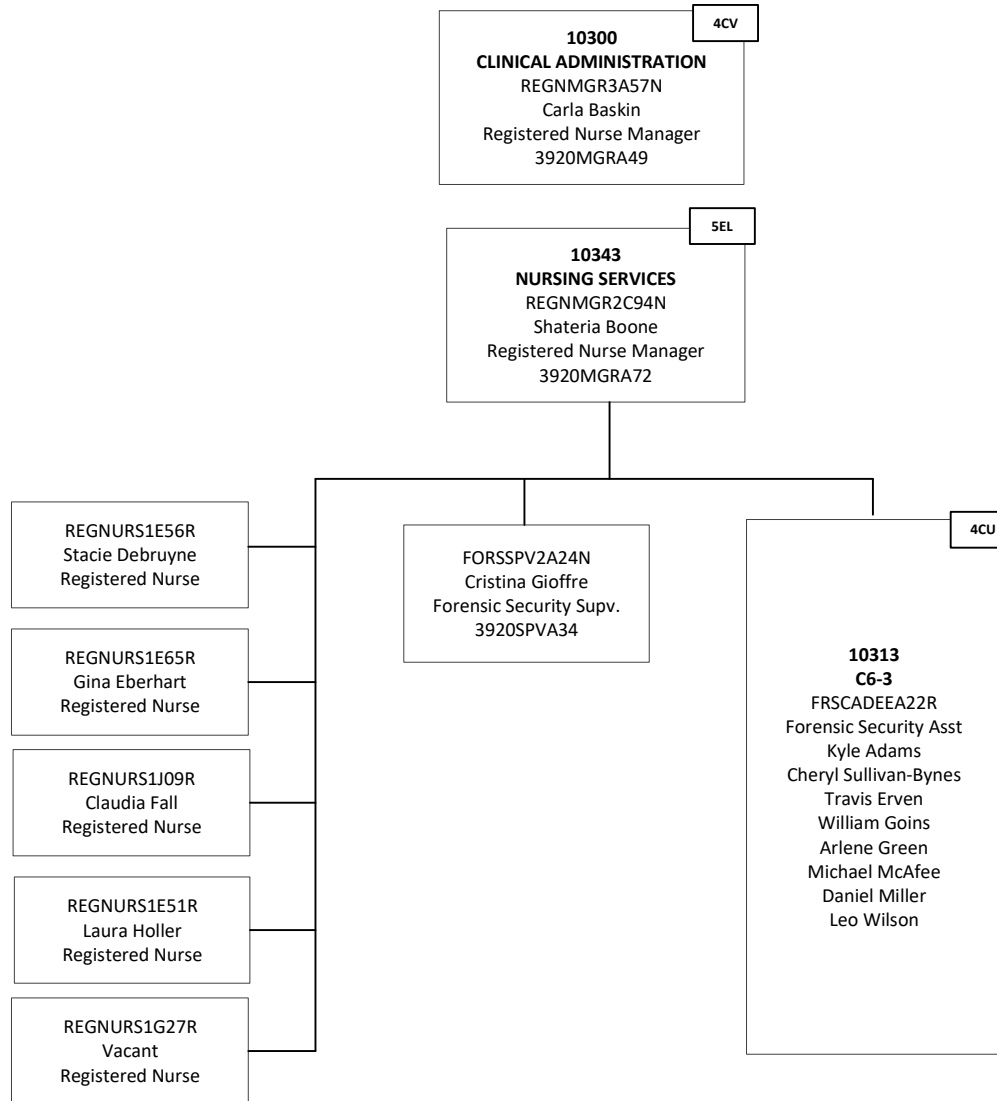 4CV
10300
CLINICAL ADMINISTRATION
REGNMGR3A57N
Carla Baskin
Registered Nurse Manager
3920MGRA49
5EL
10343
NURSING SERVICES
REGNMGR2C94N
Shateria Boone
Registered Nurse Manager
3920MGRA72
REGNURS1E56R
Stacie Debruyne
Registered Nurse
REGNURS1E65R
Gina Eberhart
Registered Nurse
REGNURS1J09R
Claudia Fall
Registered Nurse
REGNURS1E51R
Laura Holler
Registered Nurse
REGNURS1G27R
Vacant
Registered Nurse
FORSSPV2A24N
Cristina Gioffre
Forensic Security Supv.
3920SPVA34
4CU
10313
C6-3
FRSCADEEA22R
Forensic Security Asst
Kyle Adams
Cheryl Sullivan-Bynes
Travis Erven
William Goins
Arlene Green
Michael McAfee
Daniel Miller
Leo Wilson